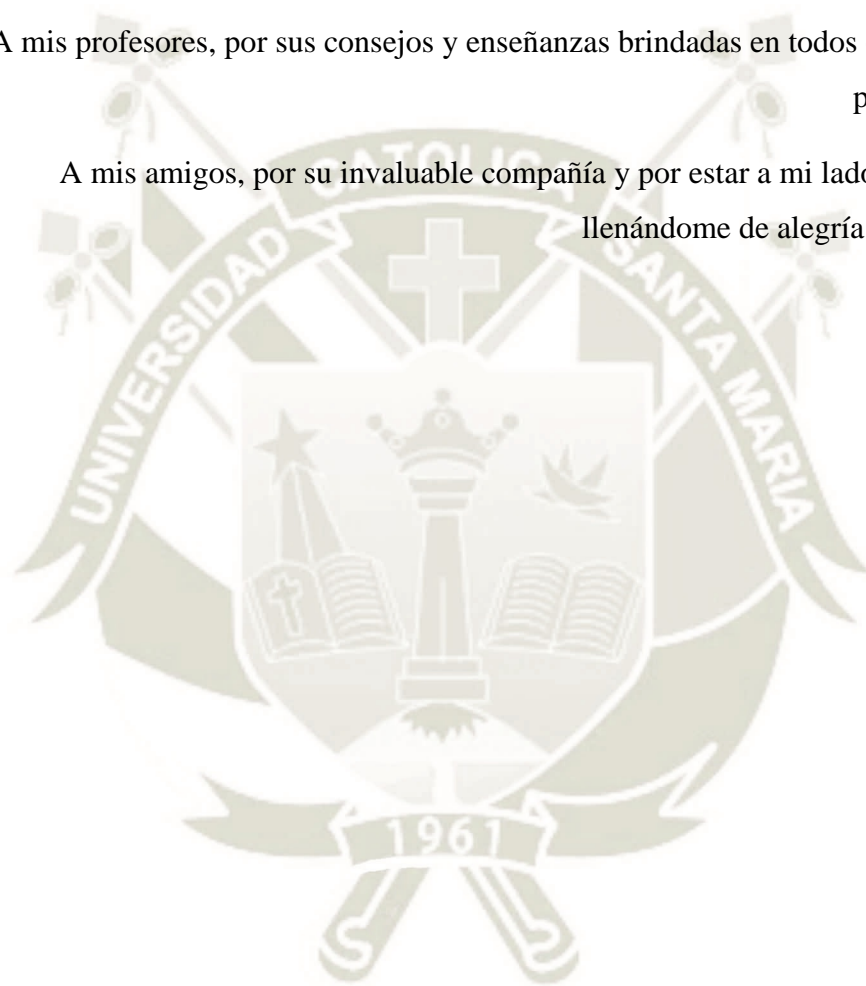 A mis profesores, por sus consejos y enseñanzas brindadas en todos
A mis amigos, por su invaluable compañía y por estar a mi lado
llenándome de alegría
UNIVERSIDAD CATOLICA SANTA MARIA
1961